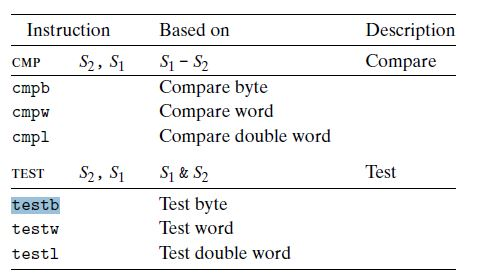 Instruction Based on Description
CMP S₂, S₁ S₁ – S₂ Compare
cmpb Compare byte
cmpw Compare word
cmpl Compare double word
TEST S₂, S₁ S₁ & S₂ Test
testb Test byte
testw Test word
testl Test double word